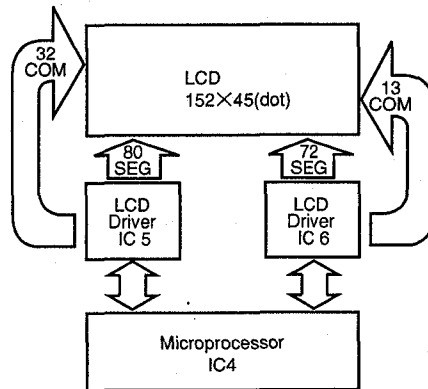 32
COM
LCD
152×45(dot)
13
COM
80
SEG
72
SEG
LCD
Driver
IC 5
LCD
Driver
IC 6
Microprocessor
IC4